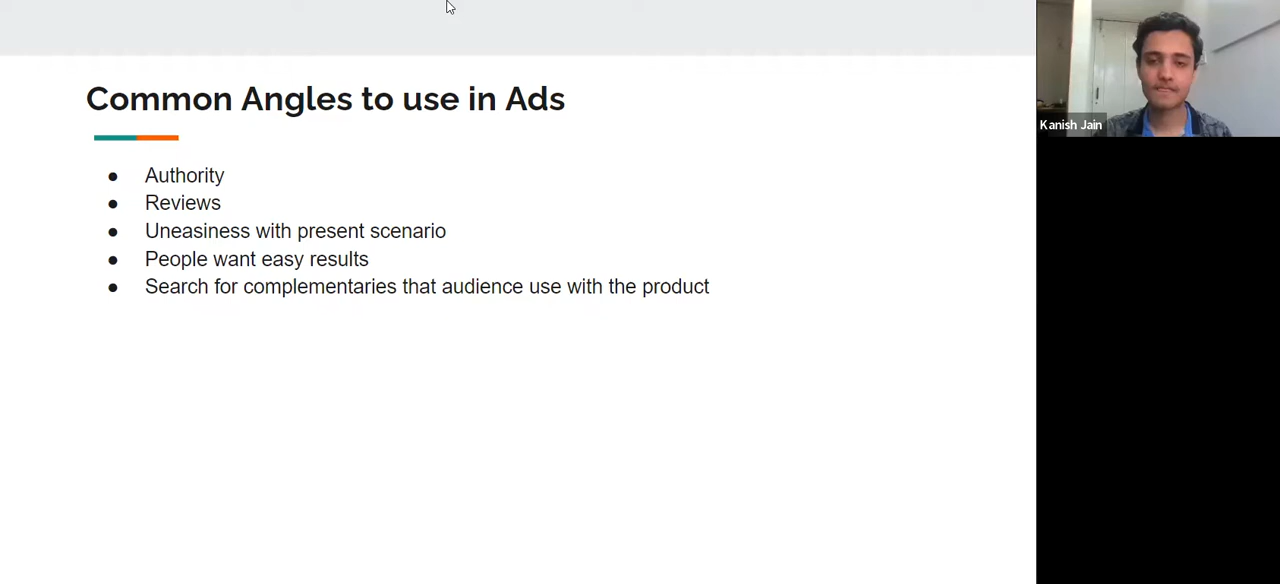 Common Angles to use in Ads
● Authority
● Reviews
● Uneasiness with present scenario
● People want easy results
● Search for complementaries that audience use with the product
Kanish Jain